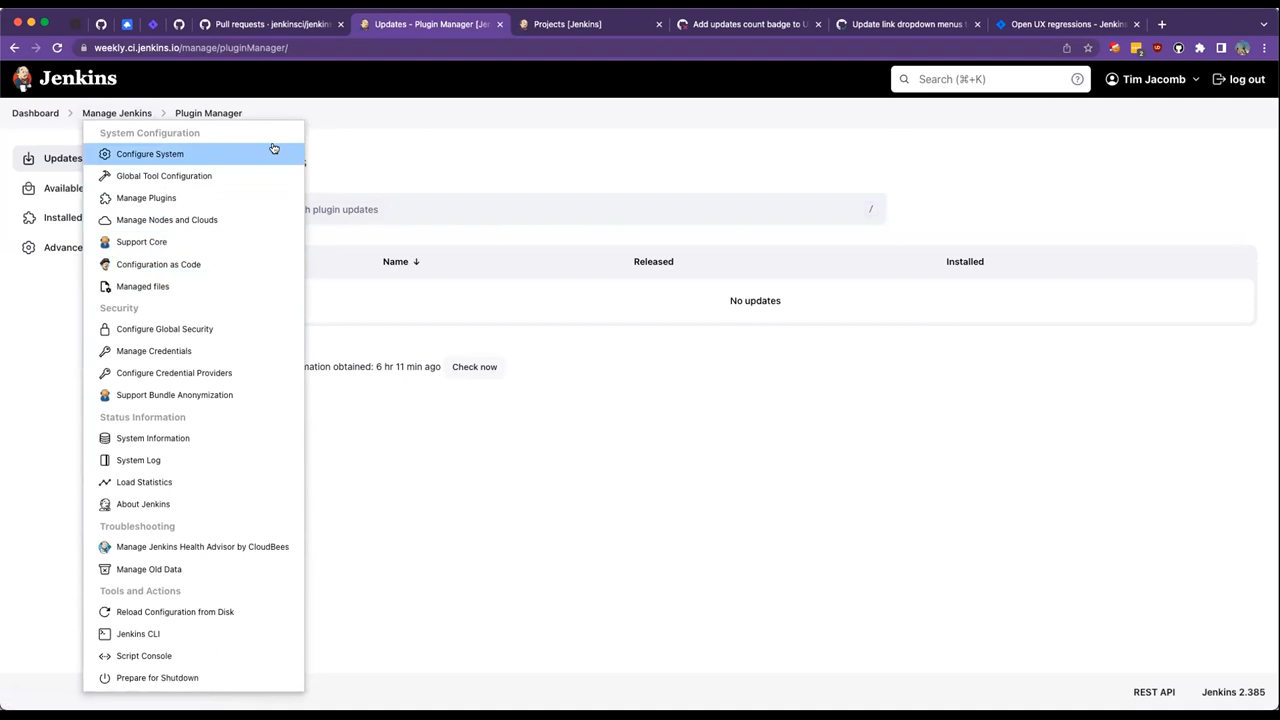 Pull requests · jenkinsci/jenkins
Updates - Plugin Manager [Jen
Projects [Jenkins]
Add updates count badge to U
Update link dropdown menus t
Open UX regressions - Jenkins
weekly.ci.jenkins.io/manage/pluginManager/
Jenkins
Search (⌘+K)
Tim Jacomb
log out
Dashboard
Manage Jenkins
Plugin Manager
System Configuration
Configure System
Global Tool Configuration
Manage Plugins
Manage Nodes and Clouds
Support Core
Configuration as Code
Managed files
Security
Configure Global Security
Manage Credentials
Configure Credential Providers
Support Bundle Anonymization
Status Information
System Information
System Log
Load Statistics
About Jenkins
Troubleshooting
Manage Jenkins Health Advisor by CloudBees
Manage Old Data
Tools and Actions
Reload Configuration from Disk
Jenkins CLI
Script Console
Prepare for Shutdown
Updates
Available
Installed
Advance
h plugin updates
/
Name ↓
Released
Installed
No updates
mation obtained: 6 hr 11 min ago
Check now
REST API
Jenkins 2.385